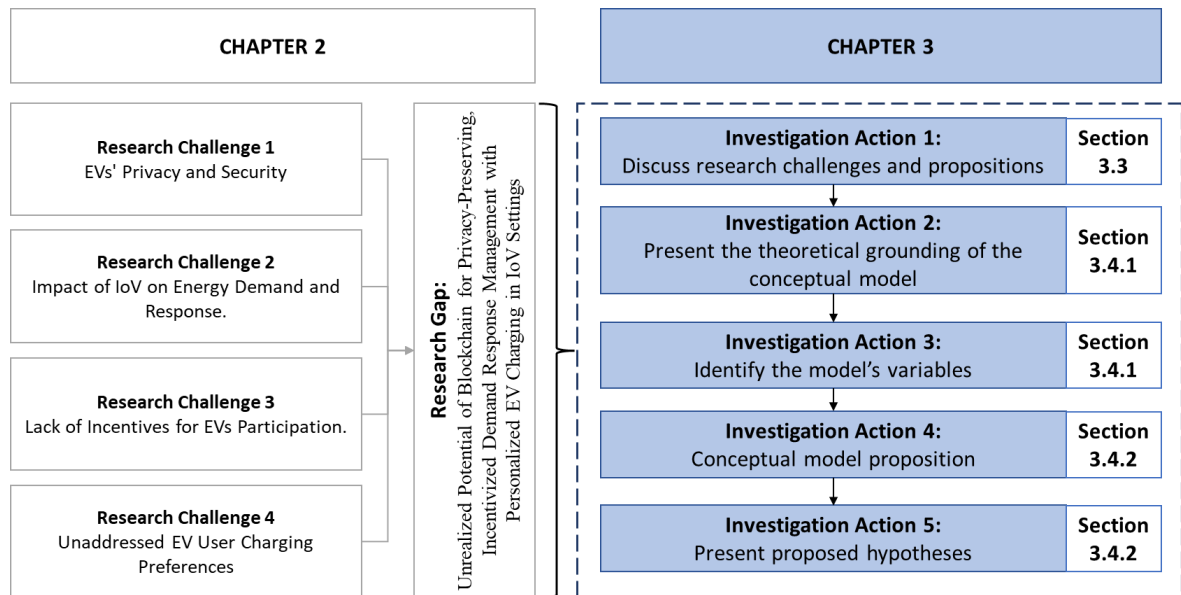 CHAPTER 2
Research Challenge 1
EVs' Privacy and Security
Research Challenge 2
Impact of IoV on Energy Demand and
Response.
Research Challenge 3
Lack of Incentives for EVs Participation.
Research Challenge 4
Unaddressed EV User Charging
Preferences
Research Gap:
Unrealized Potential of Blockchain for Privacy-Preserving,
Incentivized Demand Response Management with
Personalized EV Charging in IoV Settings
CHAPTER 3
Investigation Action 1:
Discuss research challenges and propositions
Section
3.3
Investigation Action 2:
Present the theoretical grounding of the
conceptual model
Section
3.4.1
Investigation Action 3:
Identify the model’s variables
Section
3.4.1
Investigation Action 4:
Conceptual model proposition
Section
3.4.2
Investigation Action 5:
Present proposed hypotheses
Section
3.4.2